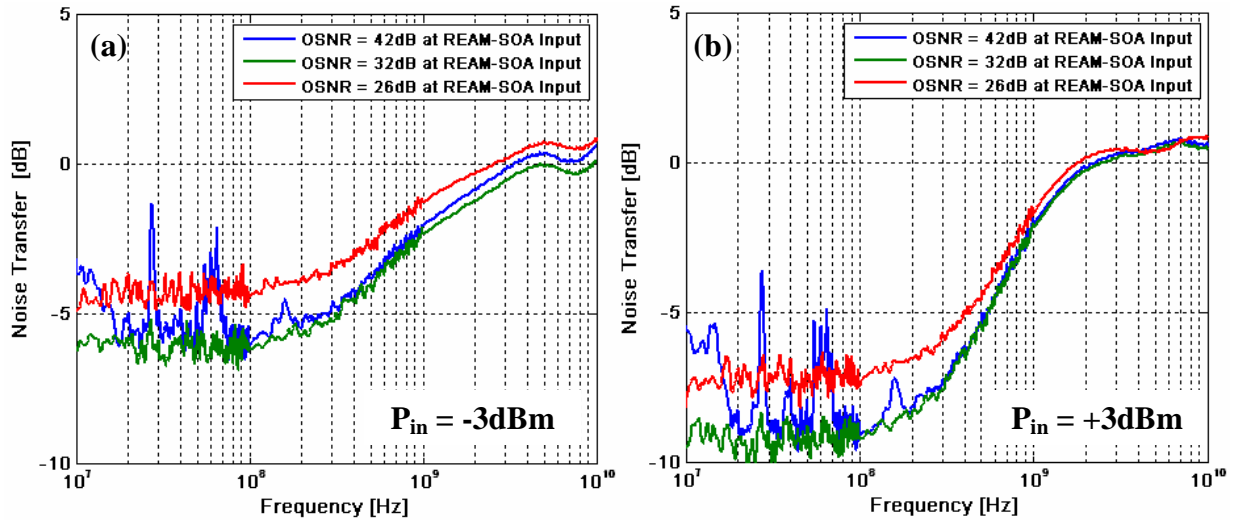 (a)
OSNR = 42dB at REAM-SOA Input
OSNR = 32dB at REAM-SOA Input
OSNR = 26dB at REAM-SOA Input
5
0
-5
-10
Noise Transfer [dB]
P_in = -3dBm
10^7
10^8
10^9
10^10
Frequency [Hz]
(b)
OSNR = 42dB at REAM-SOA Input
OSNR = 32dB at REAM-SOA Input
OSNR = 26dB at REAM-SOA Input
5
0
-5
-10
Noise Transfer [dB]
P_in = +3dBm
10^7
10^8
10^9
10^10
Frequency [Hz]